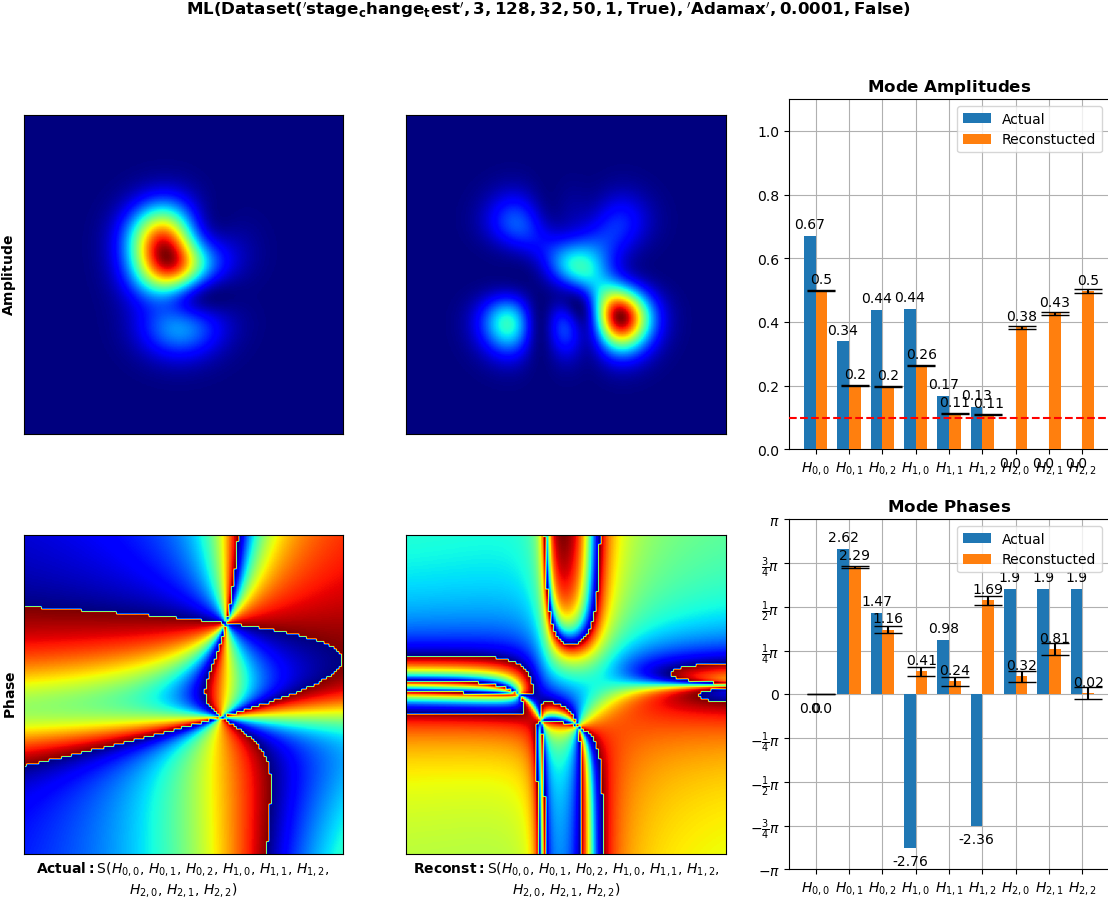 ML(Dataset('stage_change_test', 3, 128, 32, 50, 1, True), 'Adamax', 0.0001, False)
Mode Amplitudes
Amplitude
1.0
0.8
0.6
0.4
0.2
0.0
Actual
Reconstucted
0.67
0.5
0.34
0.2
0.44
0.2
0.44
0.26
0.17
0.11
0.13
0.11
0.0
0.38
0.0
0.43
0.0
0.5
H0,0 H0,1 H0,2 H1,0 H1,1 H1,2 H2,0 H2,1 H2,2
Mode Phases
Phase
π
3/4π
1/2π
1/4π
0
−1/4π
−1/2π
−3/4π
−π
Actual
Reconstucted
0.0
0.0
2.62
2.29
1.47
1.16
-2.76
0.41
0.98
0.24
-2.36
1.69
1.9
0.32
1.9
0.81
1.9
0.02
H0,0 H0,1 H0,2 H1,0 H1,1 H1,2 H2,0 H2,1 H2,2
Actual: S(H0,0, H0,1, H0,2, H1,0, H1,1, H1,2,
H2,0, H2,1, H2,2)
Reconst: S(H0,0, H0,1, H0,2, H1,0, H1,1, H1,2,
H2,0, H2,1, H2,2)